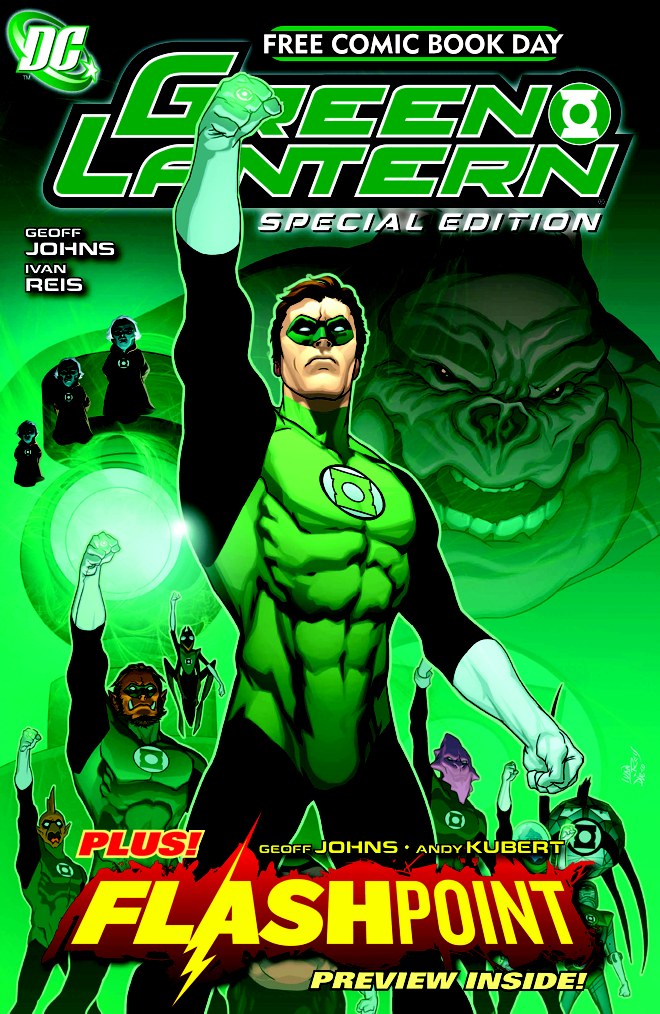 DC
TM
FREE COMIC BOOK DAY
GREEN
LANTERN
SPECIAL EDITION
GEOFF
JOHNS
IVAN
REIS
PLUS!
GEOFF JOHNS • ANDY KUBERT
FLASHPOINT
PREVIEW INSIDE!